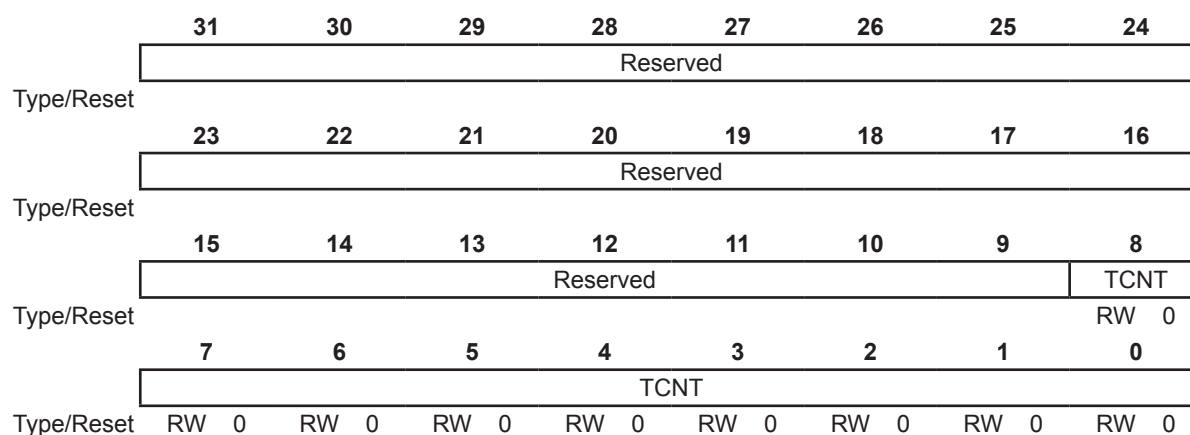 31 30 29 28 27 26 25 24
Reserved
Type/Reset
23 22 21 20 19 18 17 16
Reserved
Type/Reset
15 14 13 12 11 10 9 8
Reserved TCNT
Type/Reset RW 0
7 6 5 4 3 2 1 0
TCNT
Type/Reset RW 0 RW 0 RW 0 RW 0 RW 0 RW 0 RW 0 RW 0